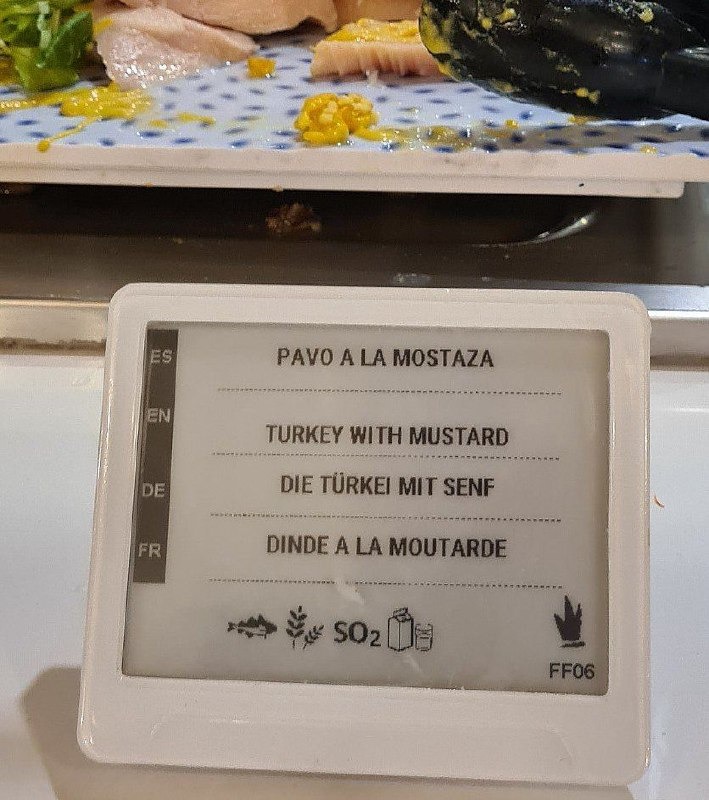 ES
PAVO A LA MOSTAZA
EN
TURKEY WITH MUSTARD
DE
DIE TÜRKEI MIT SENF
FR
DINDE A LA MOUTARDE
SO2
FF06